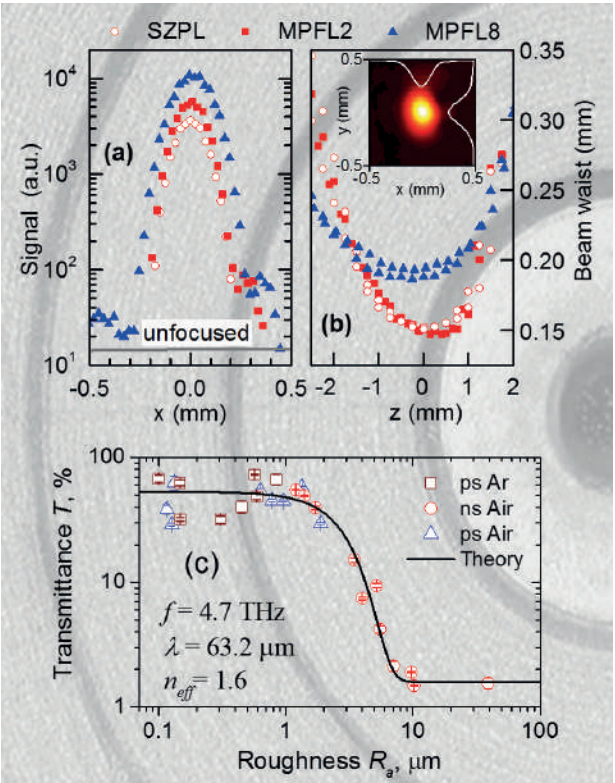 SZPL MPFL2 MPFL8
10⁴
10³
10²
10¹
Signal (a.u.)
(a)
unfocused
-0.5 0.0 0.5
x (mm)
0.5
y (mm)
-0.5
-0.5 0.5
x (mm)
0.35
0.30
0.25
0.20
0.15
Beam waist (mm)
(b)
-2 -1 0 1 2
z (mm)
100
10
1
Transmittance T, %
(c)
ps Ar
ns Air
ps Air
Theory
f = 4.7 THz
λ = 63.2 μm
n_eff = 1.6
0.1 1 10 100
Roughness Rₐ, μm